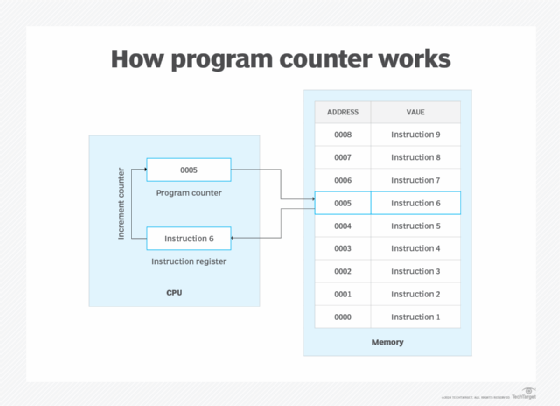 How program counter works
ADDRESS VAUE
0008 Instruction 9
0007 Instruction 8
0006 Instruction 7
0005 Instruction 6
0004 Instruction 5
0003 Instruction 4
0002 Instruction 3
0001 Instruction 2
0000 Instruction 1
Memory
0005
Program counter
Increment counter
Instruction 6
Instruction register
CPU
TechTarget